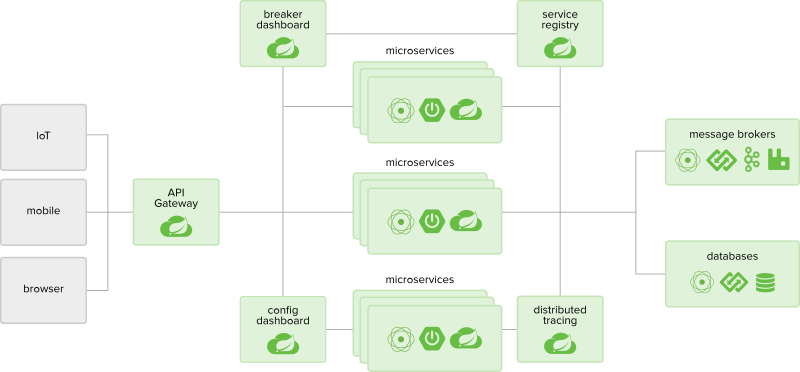 breaker
dashboard
service
registry
microservices
IoT
message brokers
mobile
API
Gateway
microservices
browser
databases
microservices
config
dashboard
distributed
tracing